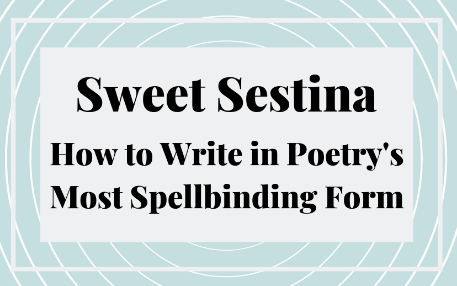 Sweet Sestina
How to Write in Poetry's
Most Spellbinding Form